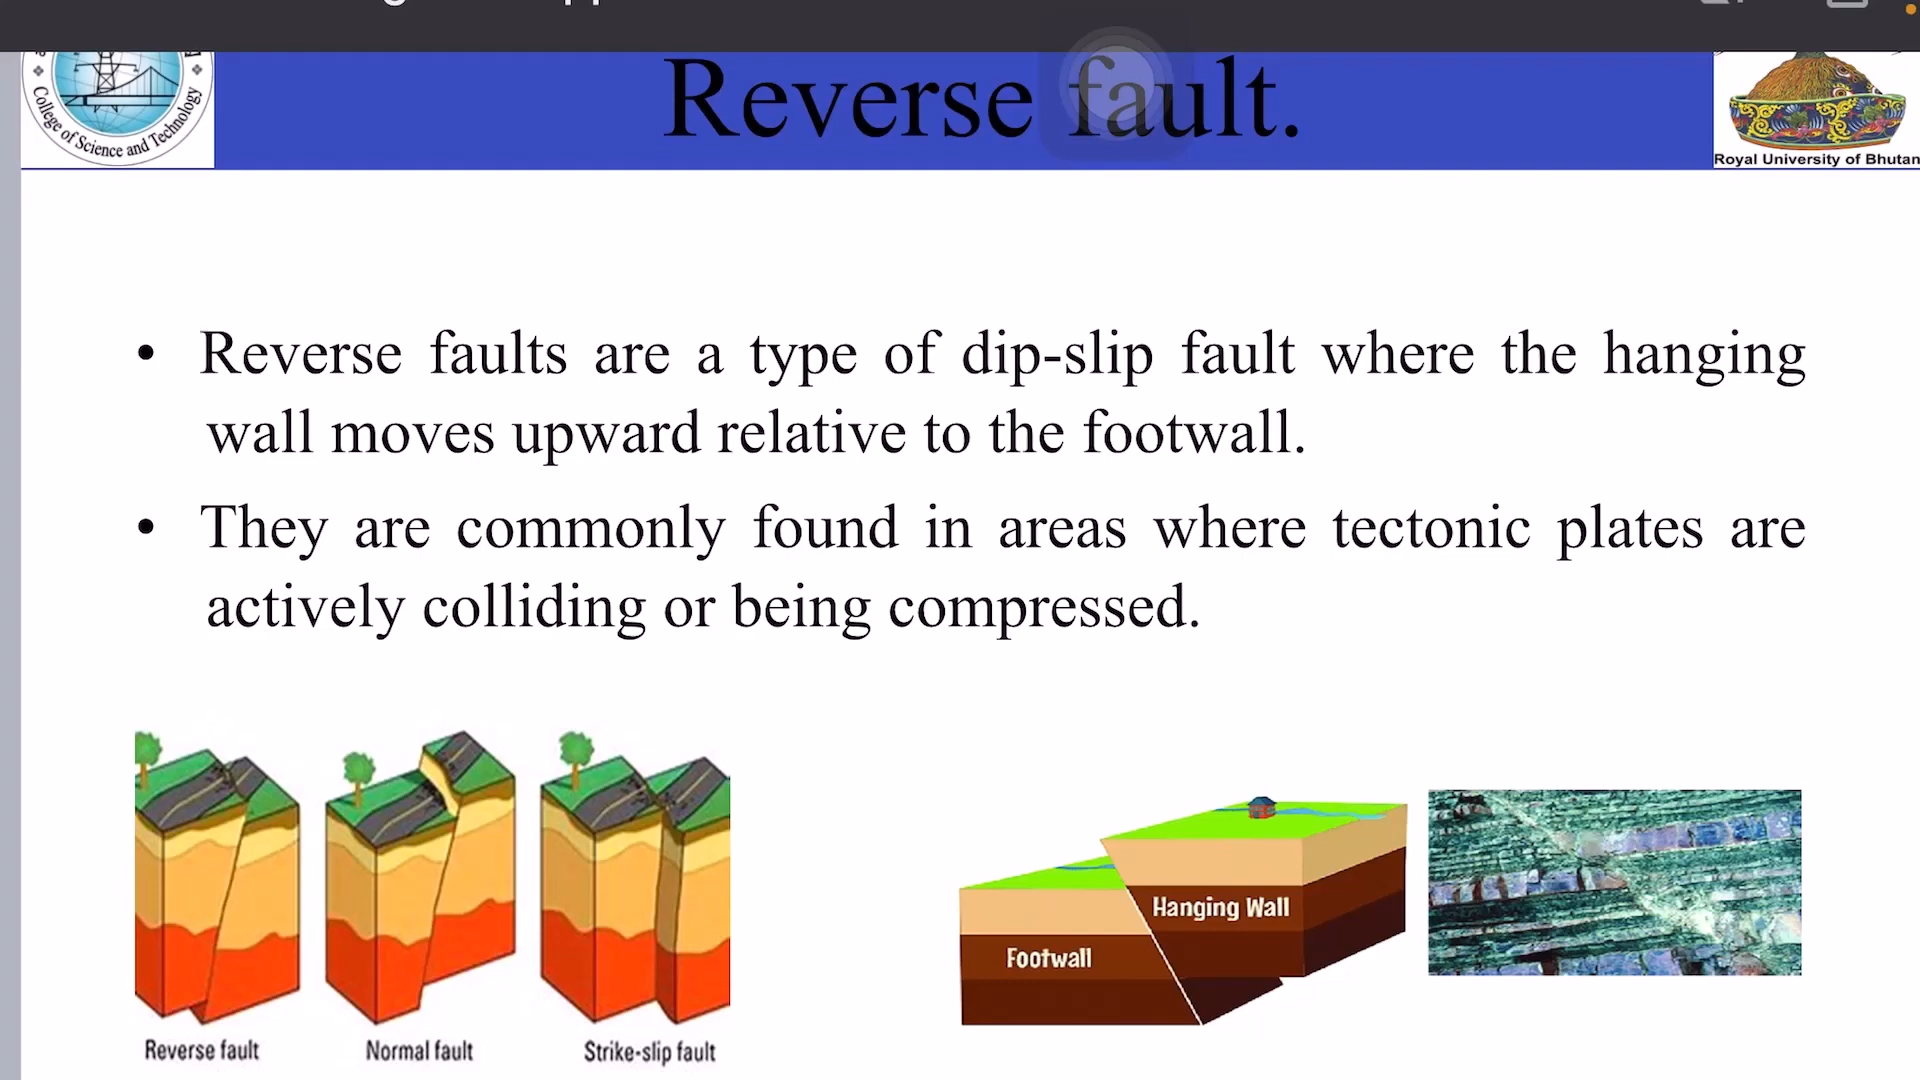 College of Science and Technology
Reverse fault.
Royal University of Bhutan
• Reverse faults are a type of dip-slip fault where the hanging
wall moves upward relative to the footwall.
• They are commonly found in areas where tectonic plates are
actively colliding or being compressed.
Hanging Wall
Footwall
Reverse fault
Normal fault
Strike-slip fault